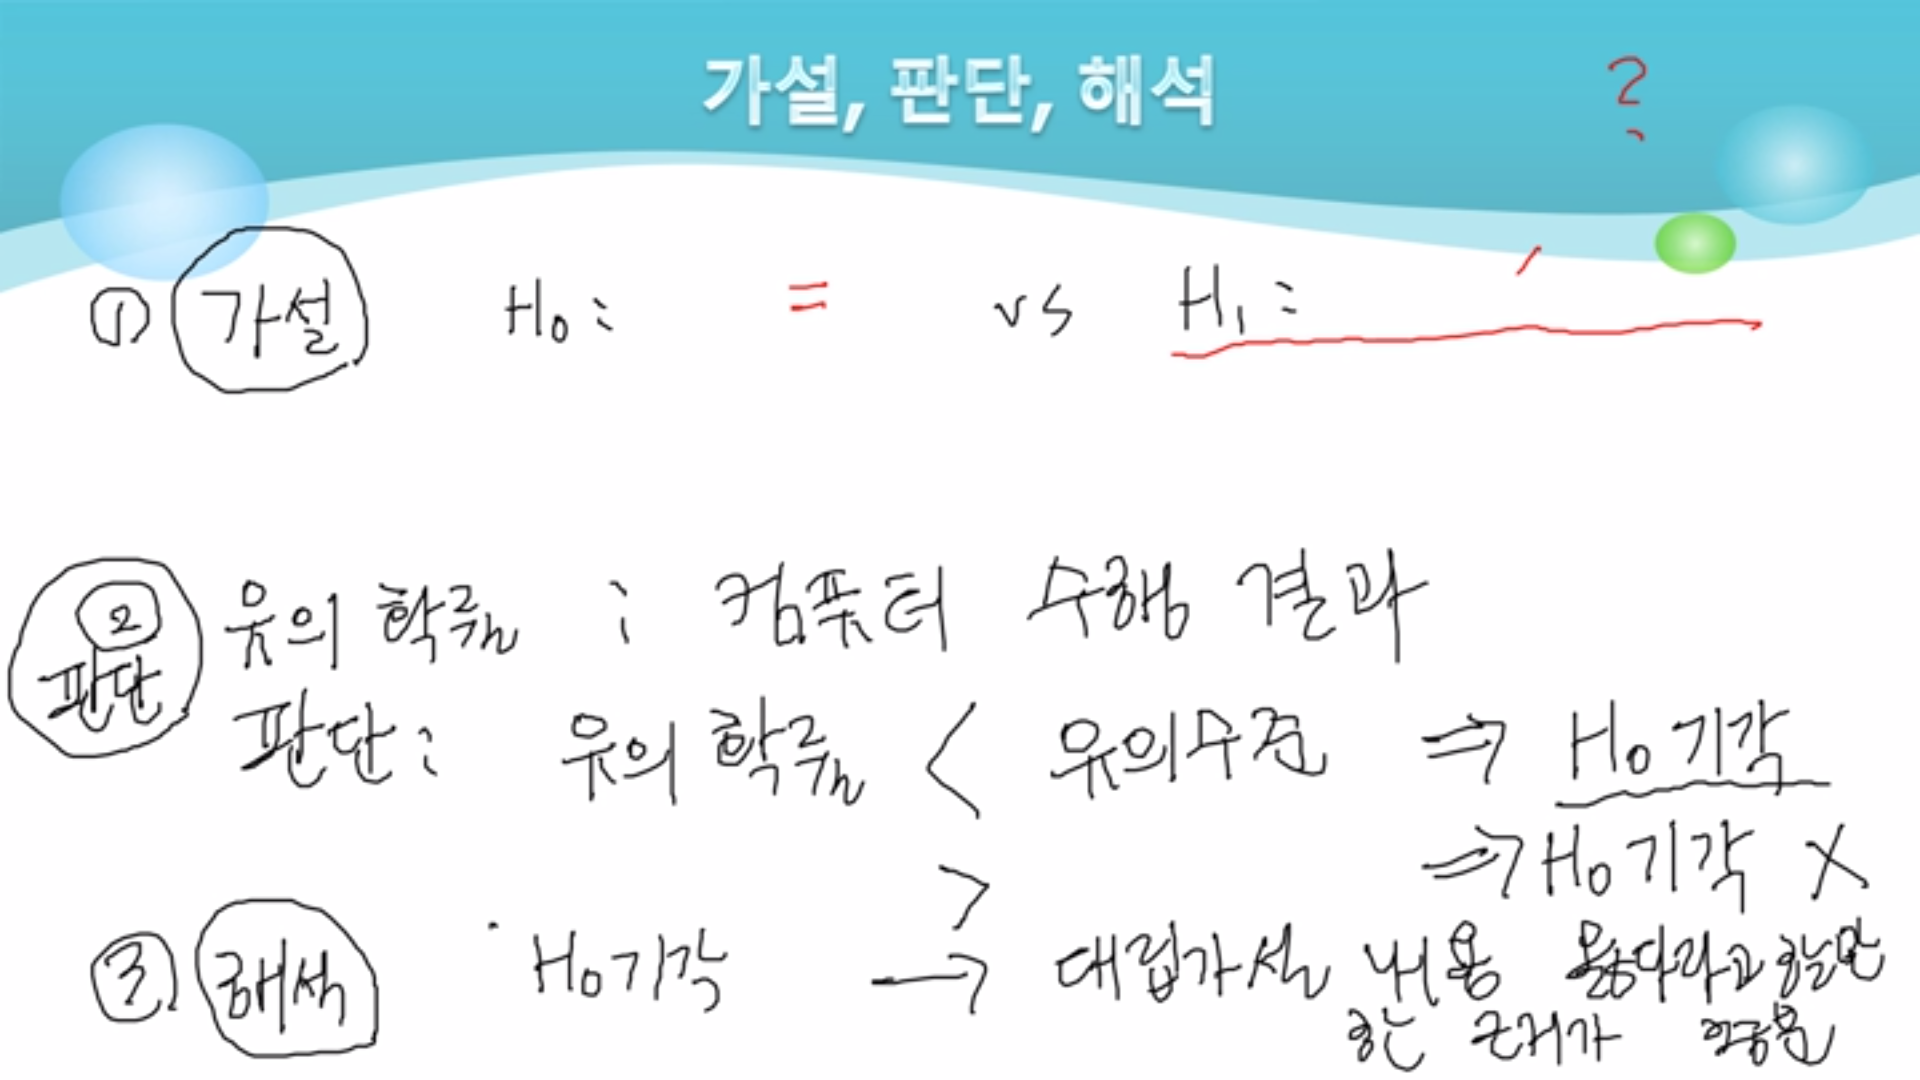 가설, 판단, 해석 ?
① 가설 H₀ : = vs H₁ :
② 판단
유의 확률 : 컴퓨터 수행 결과
판단 : 유의 확률 < 유의수준 ⇒ H₀ 기각
> ⇒ H₀ 기각 X
③ 해석 H₀ 기각 → 대립가설 내용 옳다라고 할만
한 근거가 충분